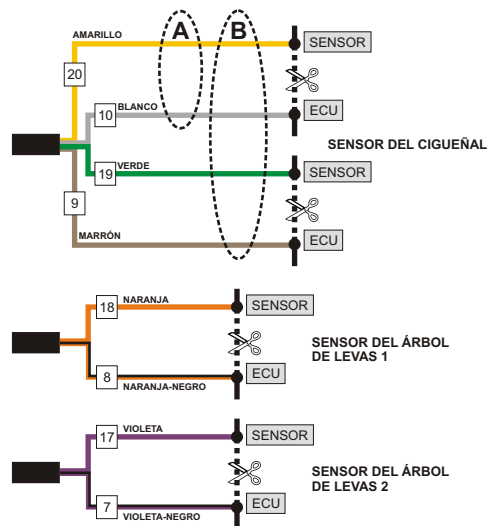 AMARILLO
A
B
SENSOR
20
10
BLANCO
ECU
SENSOR DEL CIGUEÑAL
19
VERDE
SENSOR
9
MARRÓN
ECU
18
NARANJA
SENSOR
SENSOR DEL ÁRBOL
DE LEVAS 1
8
NARANJA-NEGRO
ECU
17
VIOLETA
SENSOR
SENSOR DEL ÁRBOL
DE LEVAS 2
7
VIOLETA-NEGRO
ECU